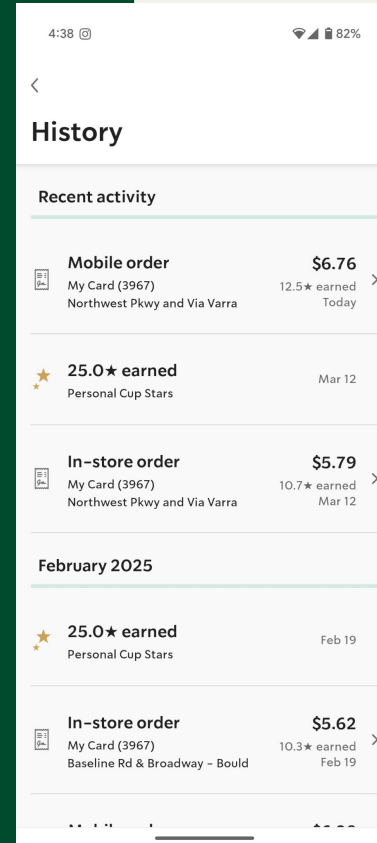 4:38 82%
History
Recent activity
Mobile order $6.76
My Card (3967) 12.5★ earned
Northwest Pkwy and Via Varra Today
25.0★ earned Mar 12
Personal Cup Stars
In-store order $5.79
My Card (3967) 10.7★ earned
Northwest Pkwy and Via Varra Mar 12
February 2025
25.0★ earned Feb 19
Personal Cup Stars
In-store order $5.62
My Card (3967) 10.3★ earned
Baseline Rd & Broadway – Bould Feb 19